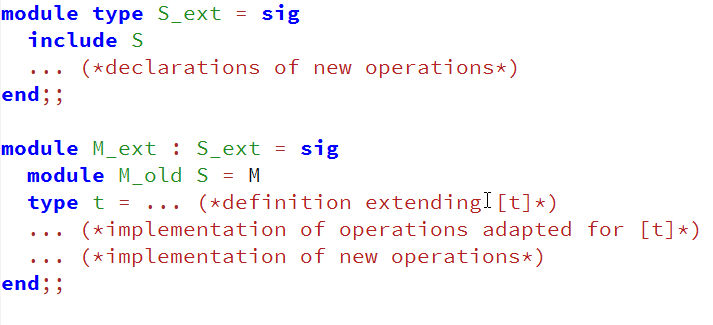 module type S_ext = sig
include S
... (*declarations of new operations*)
end;;
module M_ext : S_ext = sig
module M_old S = M
type t = ... (*definition extending [t]*)
... (*implementation of operations adapted for [t]*)
... (*implementation of new operations*)
end;;